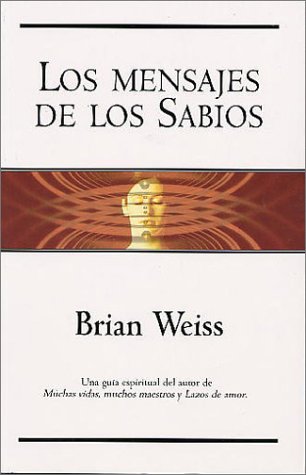 LOS MENSAJES
DE LOS SABIOS
Brian Weiss
Una guía espiritual del autor de
Muchas vidas, muchos maestros y Lazos de amor.